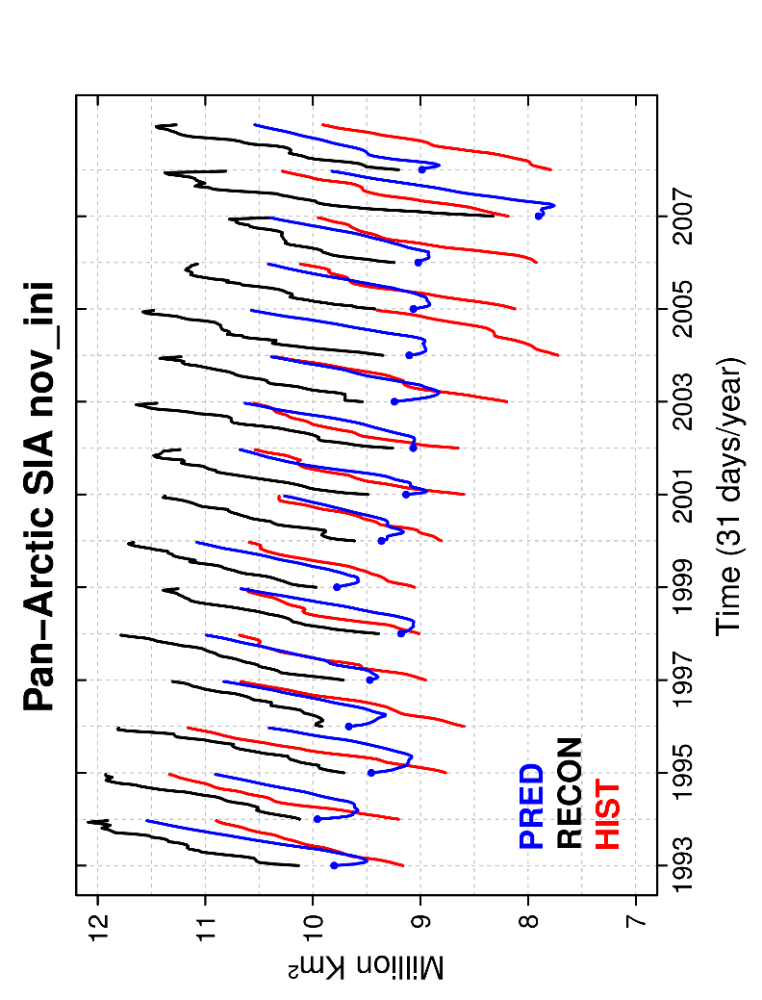 Pan−Arctic SIA nov_ini
Million Km²
12
11
10
9
8
7
PRED
RECON
HIST
1993 1995 1997 1999 2001 2003 2005 2007
Time (31 days/year)